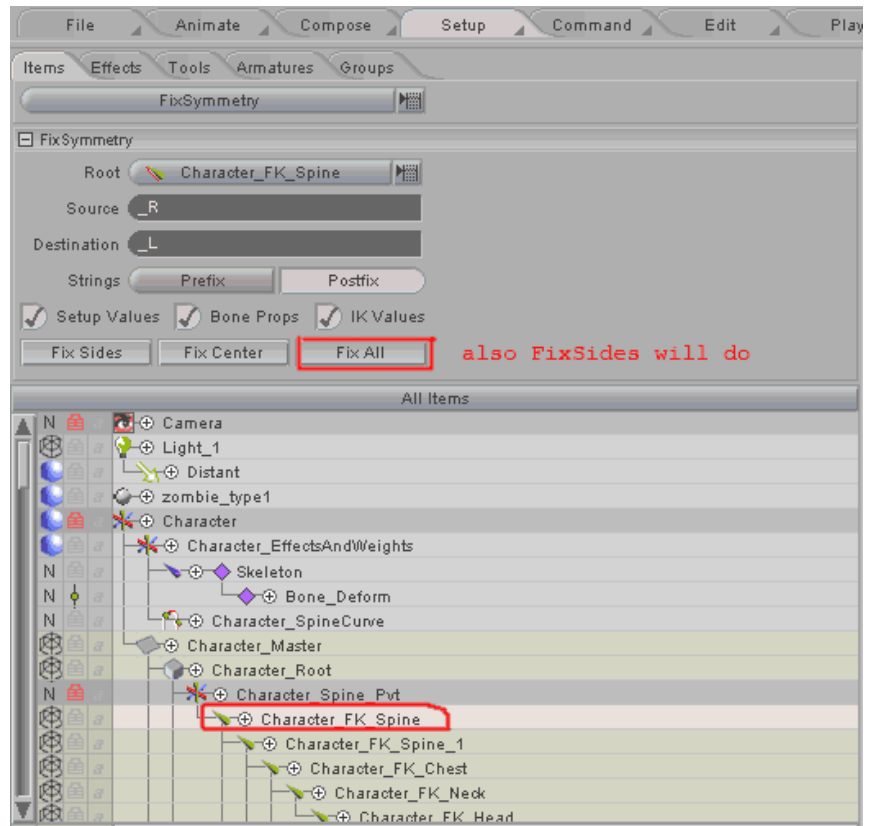 File Animate Compose Setup Command Edit Play
Items Effects Tools Armatures Groups
FixSymmetry
FixSymmetry
Root Character_FK_Spine
Source _R
Destination _L
Strings Prefix Postfix
Setup Values Bone Props IK Values
Fix Sides Fix Center Fix All also FixSides will do
All Items
N a Camera
a Light_1
a Distant
a zombie_type1
Character
a Character_EffectsAndWeights
N a Skeleton
N a Bone_Deform
N a Character_SpineCurve
a Character_Master
a Character_Root
N Character_Spine_Pvt
a Character_FK_Spine
a Character_FK_Spine_1
a Character_FK_Chest
a Character_FK_Neck
a Character_FK_Head